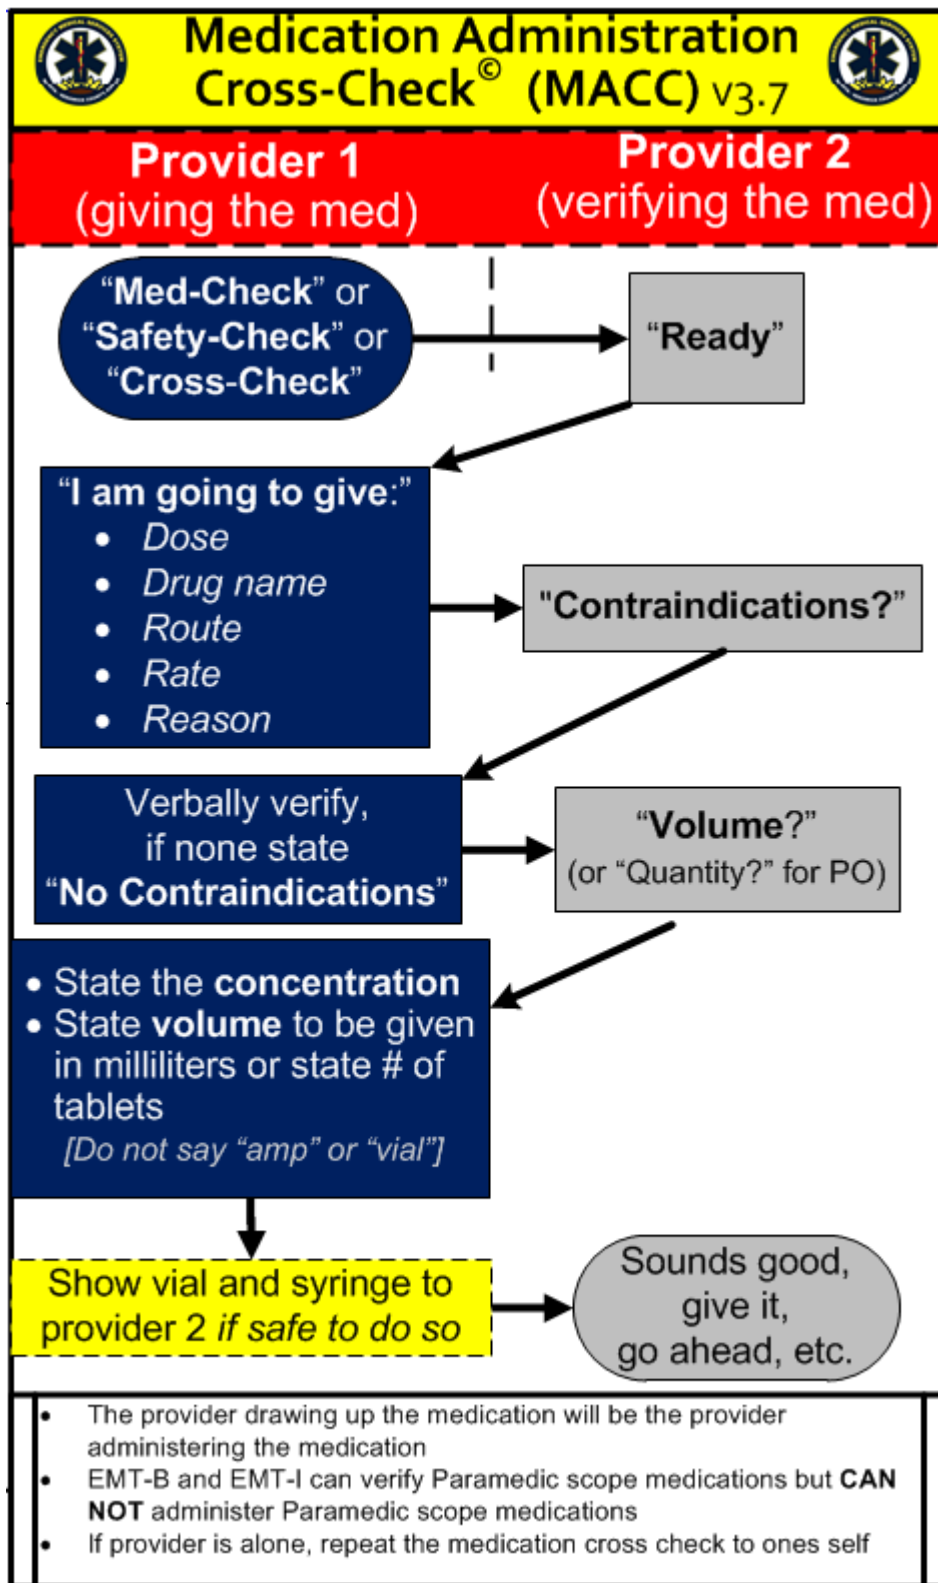 Medication Administration
Cross-Check© (MACC) v3.7
Provider 1
(giving the med)
Provider 2
(verifying the med)
“Med-Check” or
“Safety-Check” or
“Cross-Check”
“Ready”
“I am going to give:”
• Dose
• Drug name
• Route
• Rate
• Reason
"Contraindications?”
Verbally verify,
if none state
“No Contraindications”
“Volume?”
(or “Quantity?” for PO)
• State the concentration
• State volume to be given
in milliliters or state # of
tablets
[Do not say “amp” or “vial”]
Show vial and syringe to
provider 2 if safe to do so
Sounds good,
give it,
go ahead, etc.
• The provider drawing up the medication will be the provider
administering the medication
• EMT-B and EMT-I can verify Paramedic scope medications but CAN
NOT administer Paramedic scope medications
• If provider is alone, repeat the medication cross check to ones self